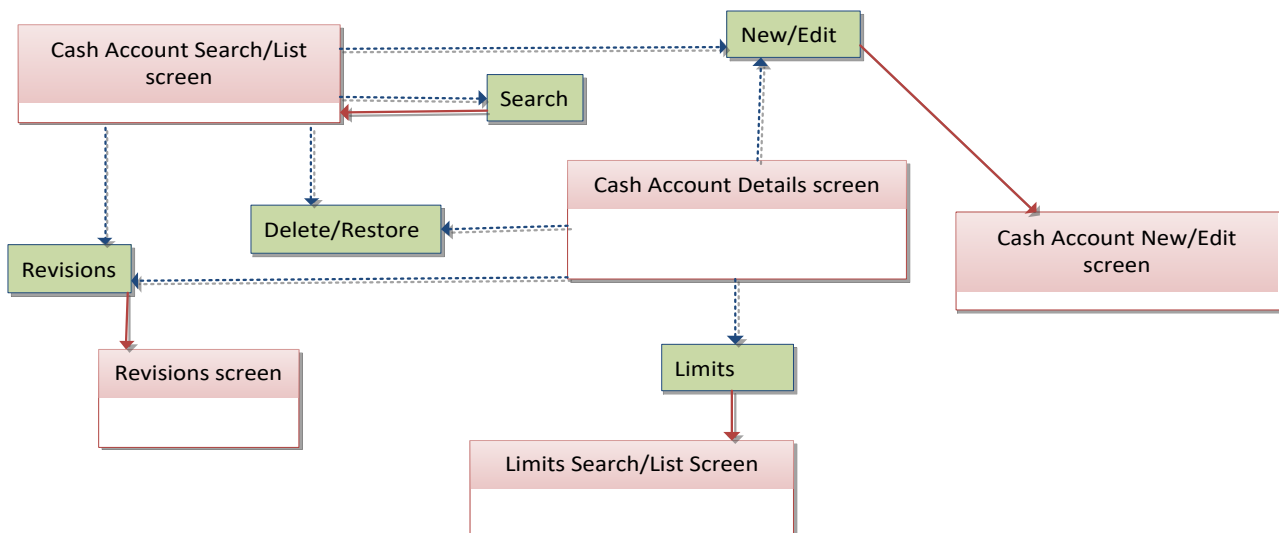 Cash Account Search/List
screen
New/Edit
Search
Cash Account Details screen
Delete/Restore
Cash Account New/Edit
screen
Revisions
Revisions screen
Limits
Limits Search/List Screen